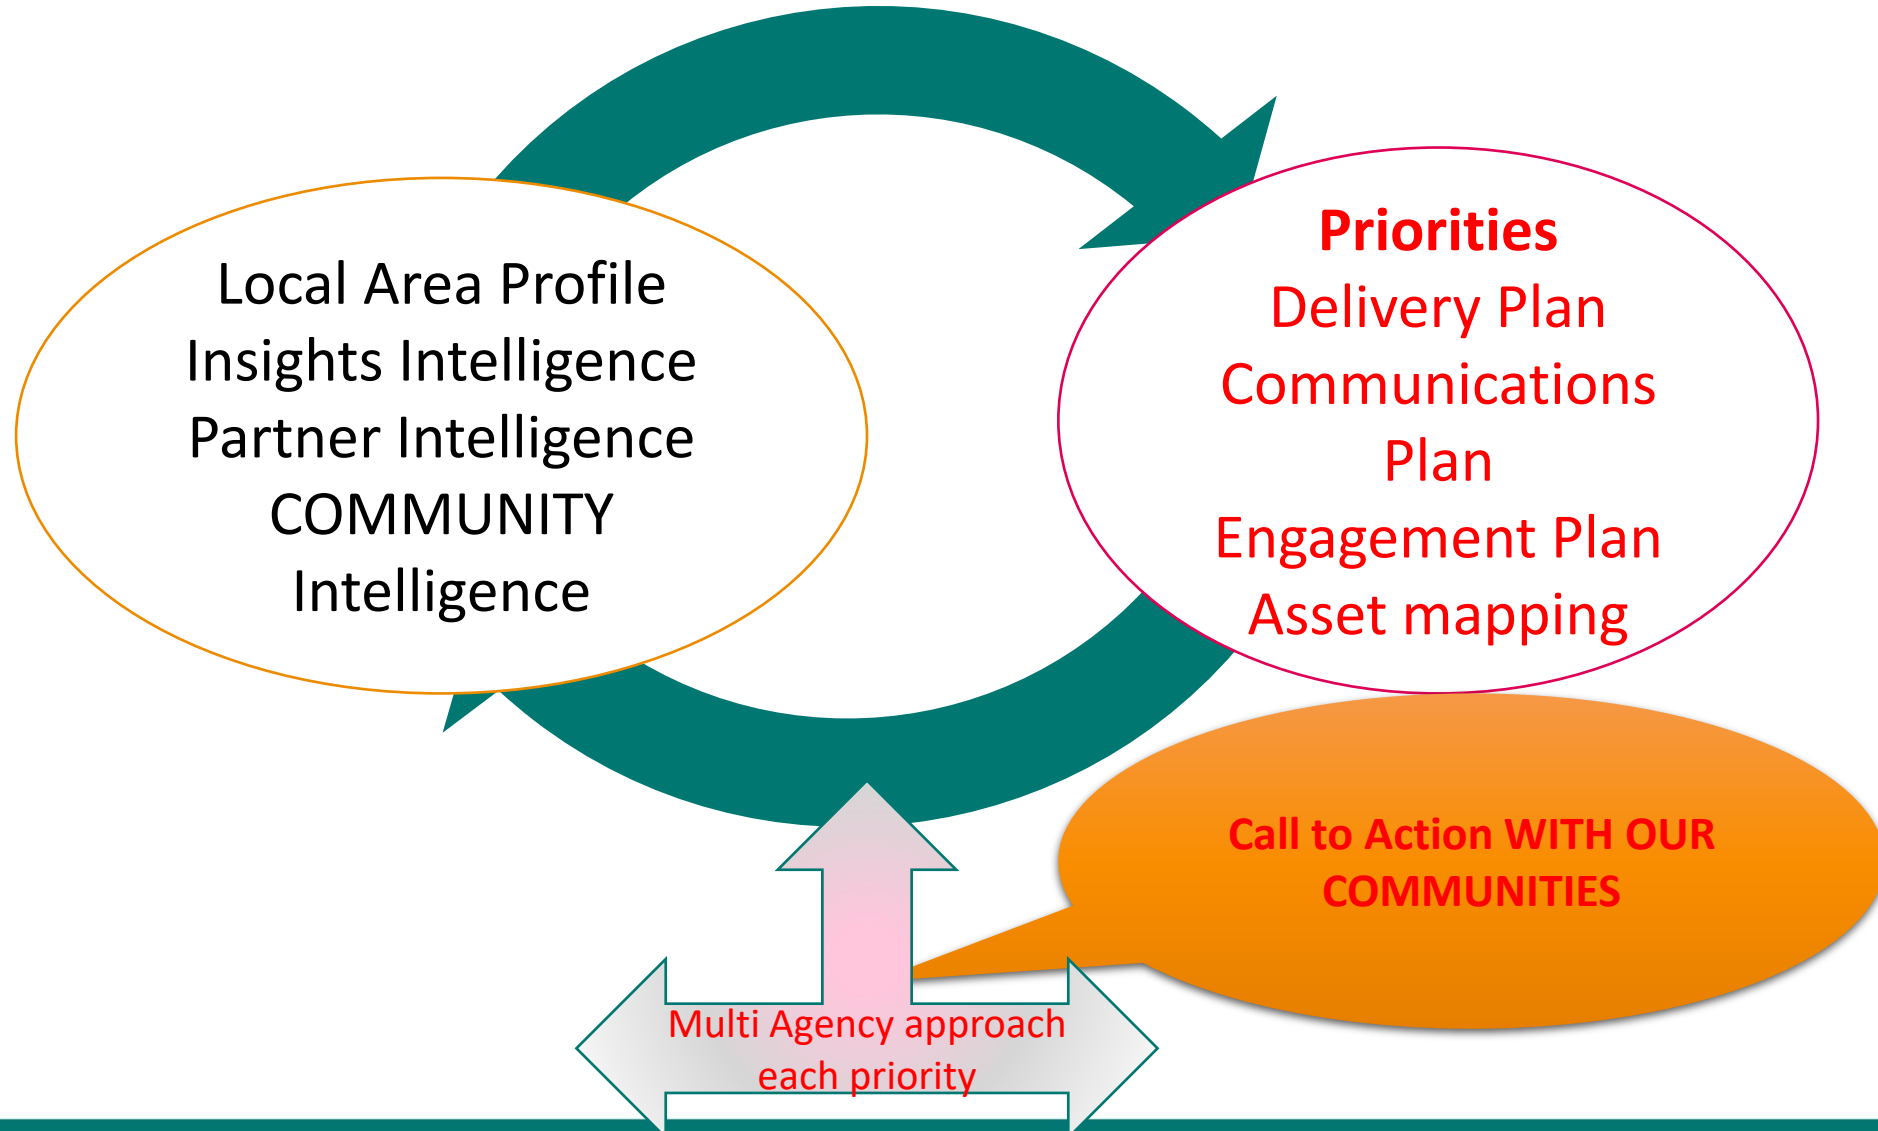 Local Area Profile
Insights Intelligence
Partner Intelligence
COMMUNITY
Intelligence
Priorities
Delivery Plan
Communications
Plan
Engagement Plan
Asset mapping
Call to Action WITH OUR
COMMUNITIES
Multi Agency approach
each priority